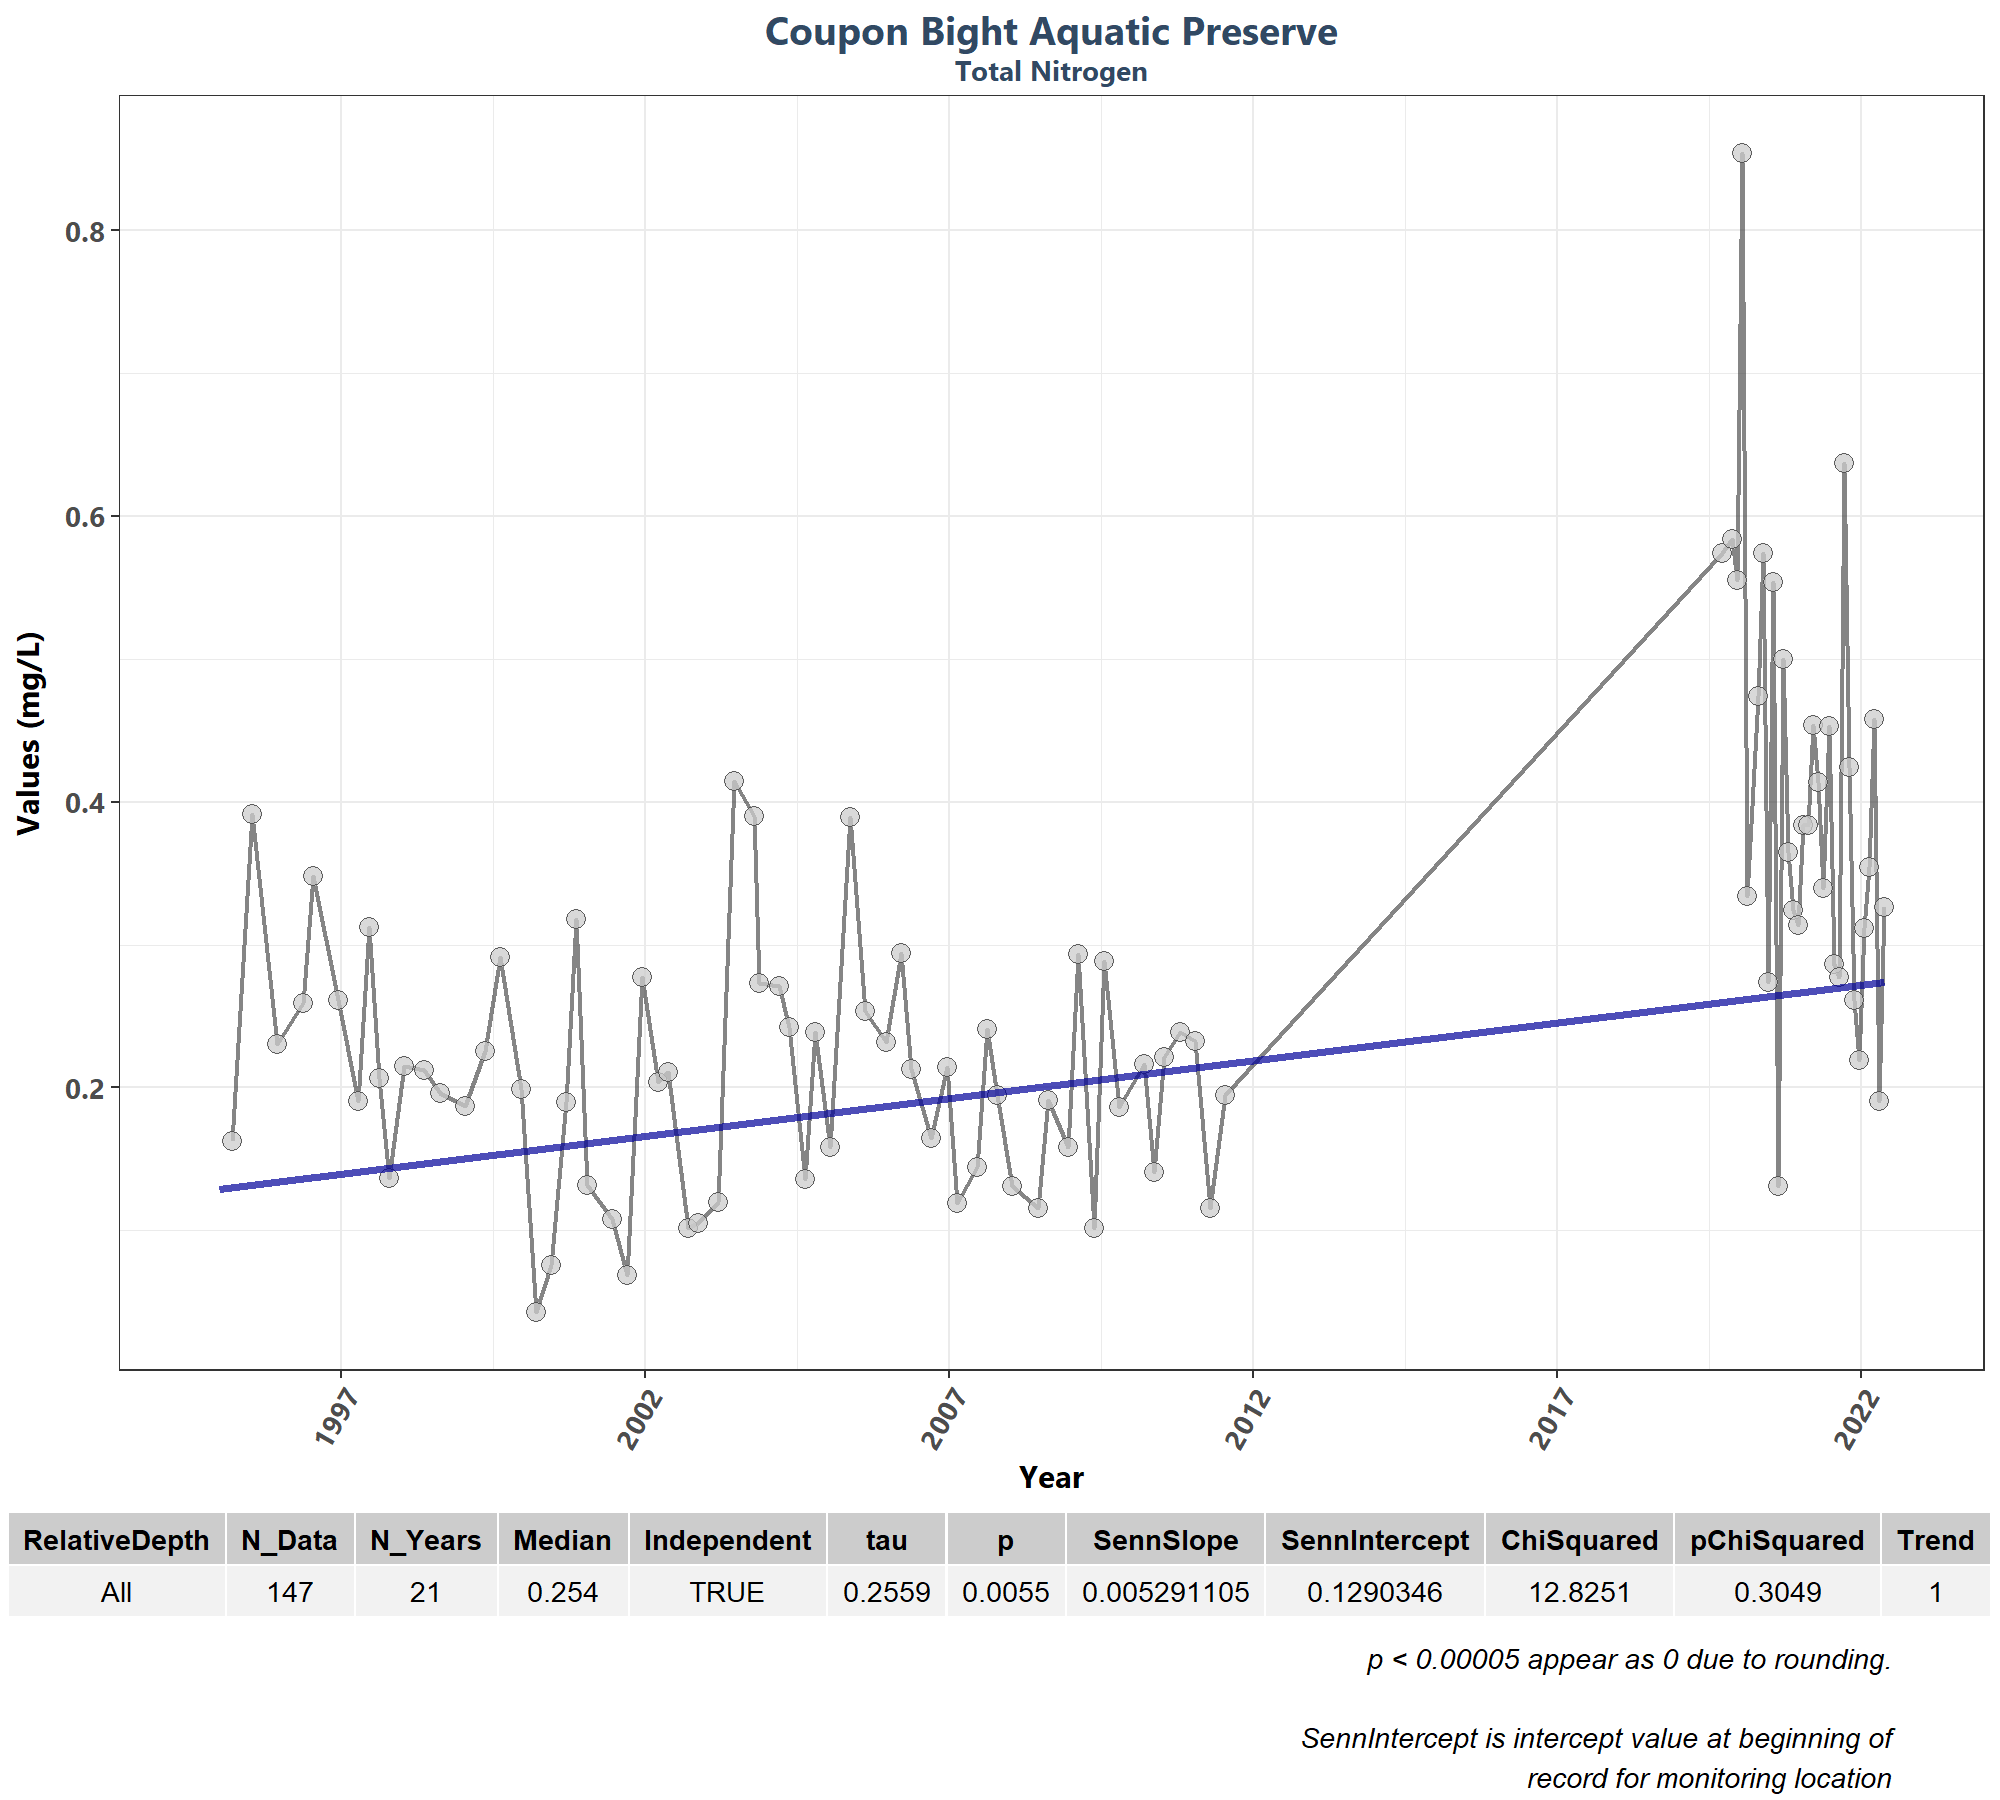 Coupon Bight Aquatic Preserve
Total Nitrogen
Values (mg/L)
0.8
0.6
0.4
0.2
1997 2002 2007 2012 2017 2022
Year
RelativeDepth N_Data N_Years Median Independent tau p SennSlope SennIntercept ChiSquared pChiSquared Trend
All 147 21 0.254 TRUE 0.2559 0.0055 0.005291105 0.1290346 12.8251 0.3049 1
p < 0.00005 appear as 0 due to rounding.
SennIntercept is intercept value at beginning of
record for monitoring location